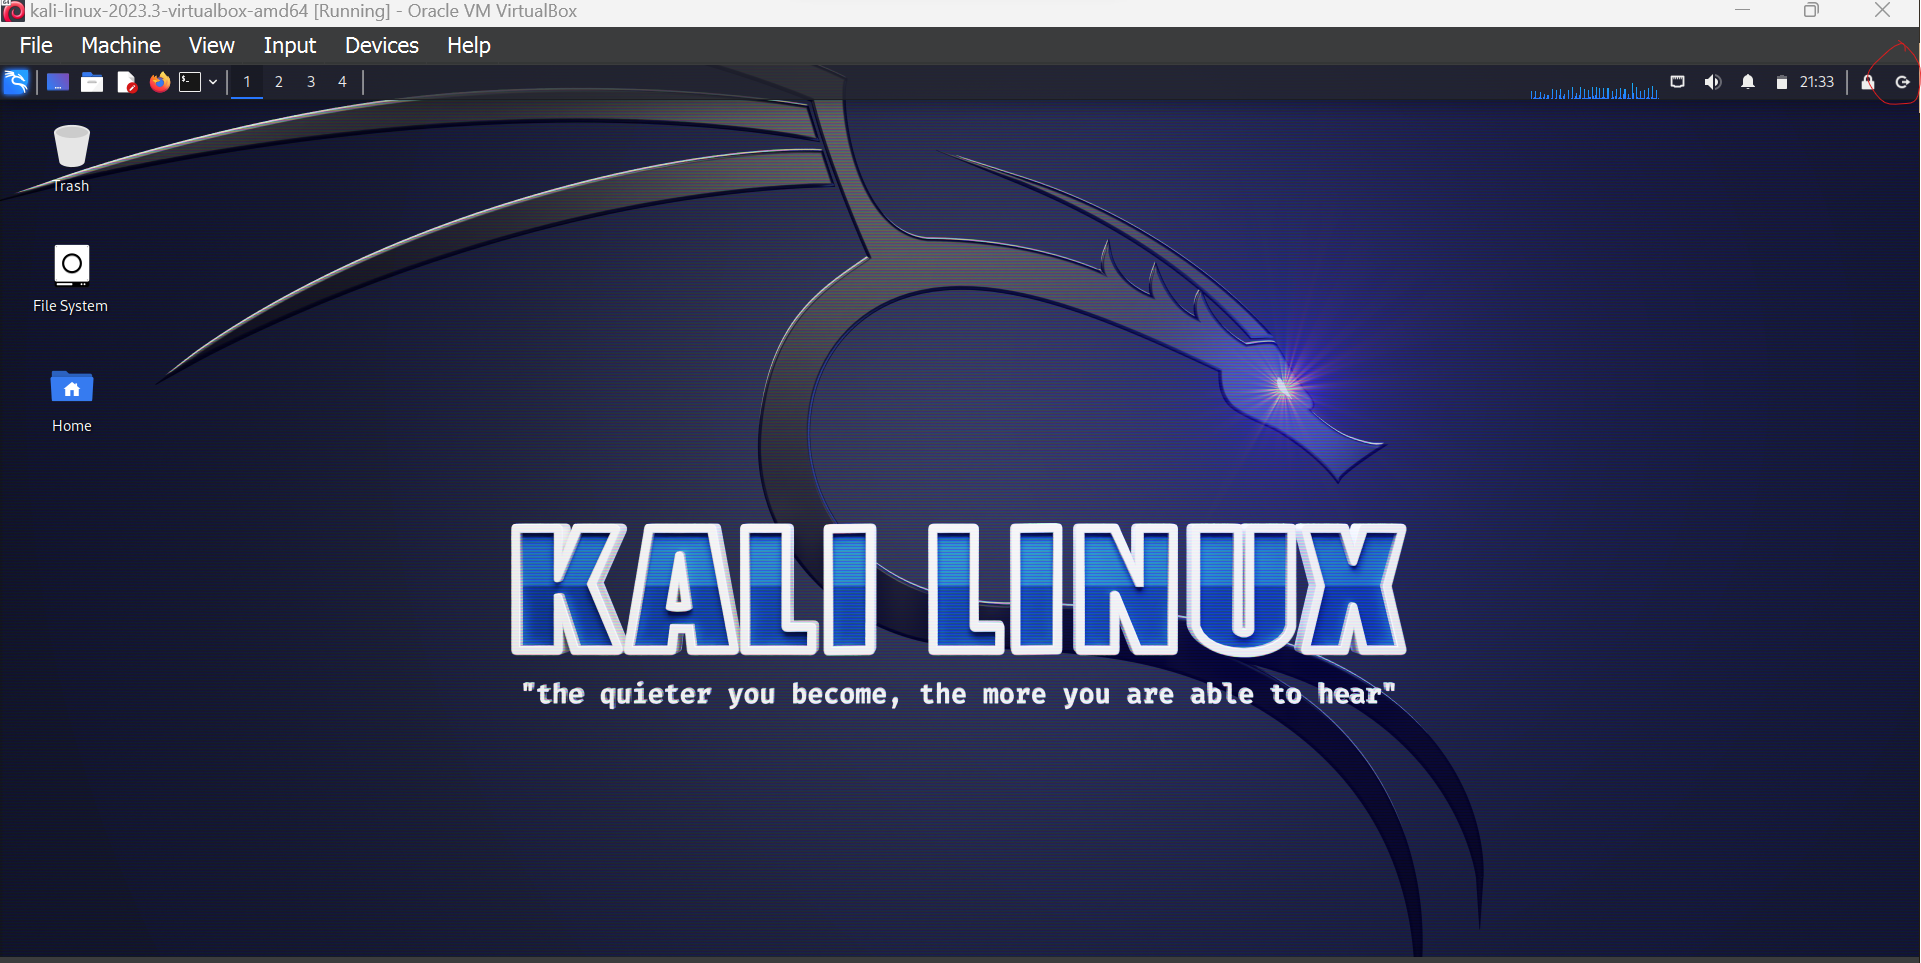 kali-linux-2023.3-virtualbox-amd64 [Running] - Oracle VM VirtualBox
File Machine View Input Devices Help
1 2 3 4 21:33
Trash
File System
Home
KALI LINUX
"the quieter you become, the more you are able to hear"